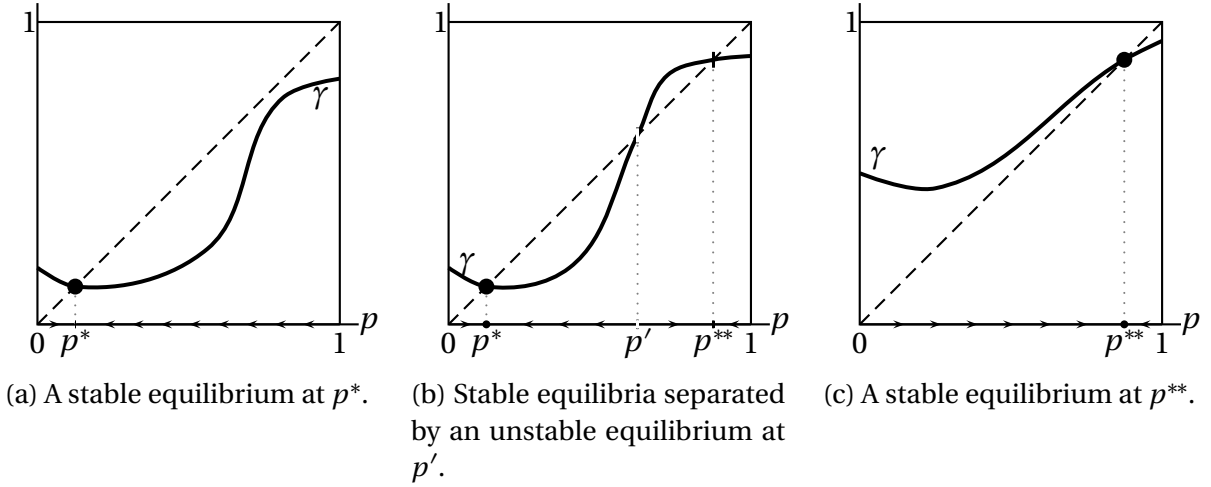 1
γ
0 p* 1 p
(a) A stable equilibrium at p*.
1
γ
0 p* p′ p** 1 p
(b) Stable equilibria separated
by an unstable equilibrium at
p′.
1
γ
0 p** 1 p
(c) A stable equilibrium at p**.